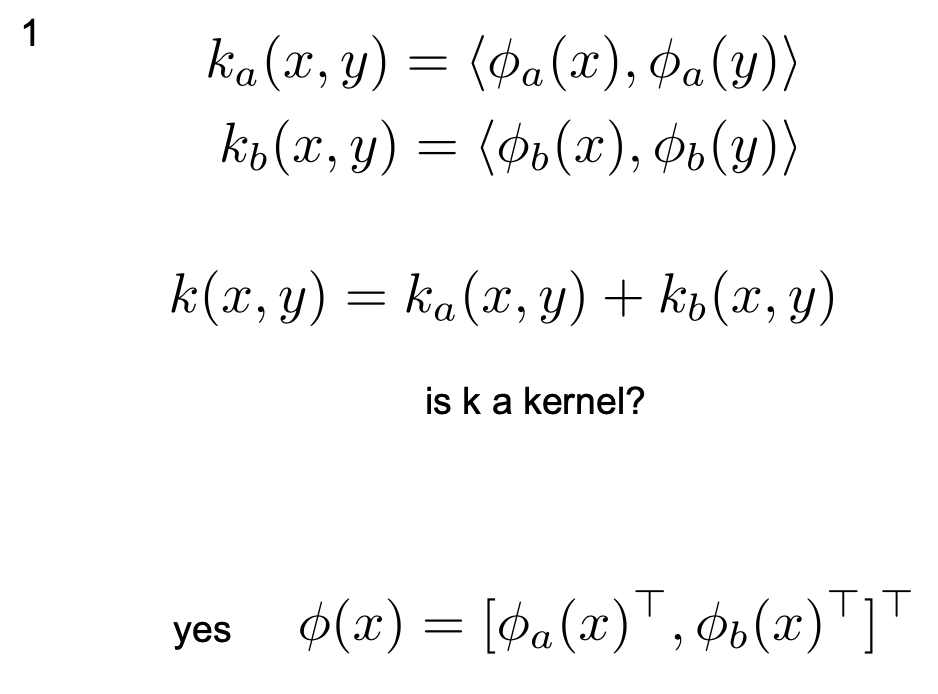 1
k_a(x, y) = ⟨ϕ_a(x), ϕ_a(y)⟩
k_b(x, y) = ⟨ϕ_b(x), ϕ_b(y)⟩
k(x, y) = k_a(x, y) + k_b(x, y)
is k a kernel?
yes ϕ(x) = [ϕ_a(x)^⊤, ϕ_b(x)^⊤]^⊤